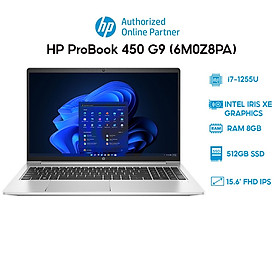 hp
Authorized
Online Partner
HP ProBook 450 G9 (6M0Z8PA)
i7-1255U
INTEL IRIS XE
GRAPHICS
RAM
RAM 8GB
512GB SSD
15.6' FHD IPS